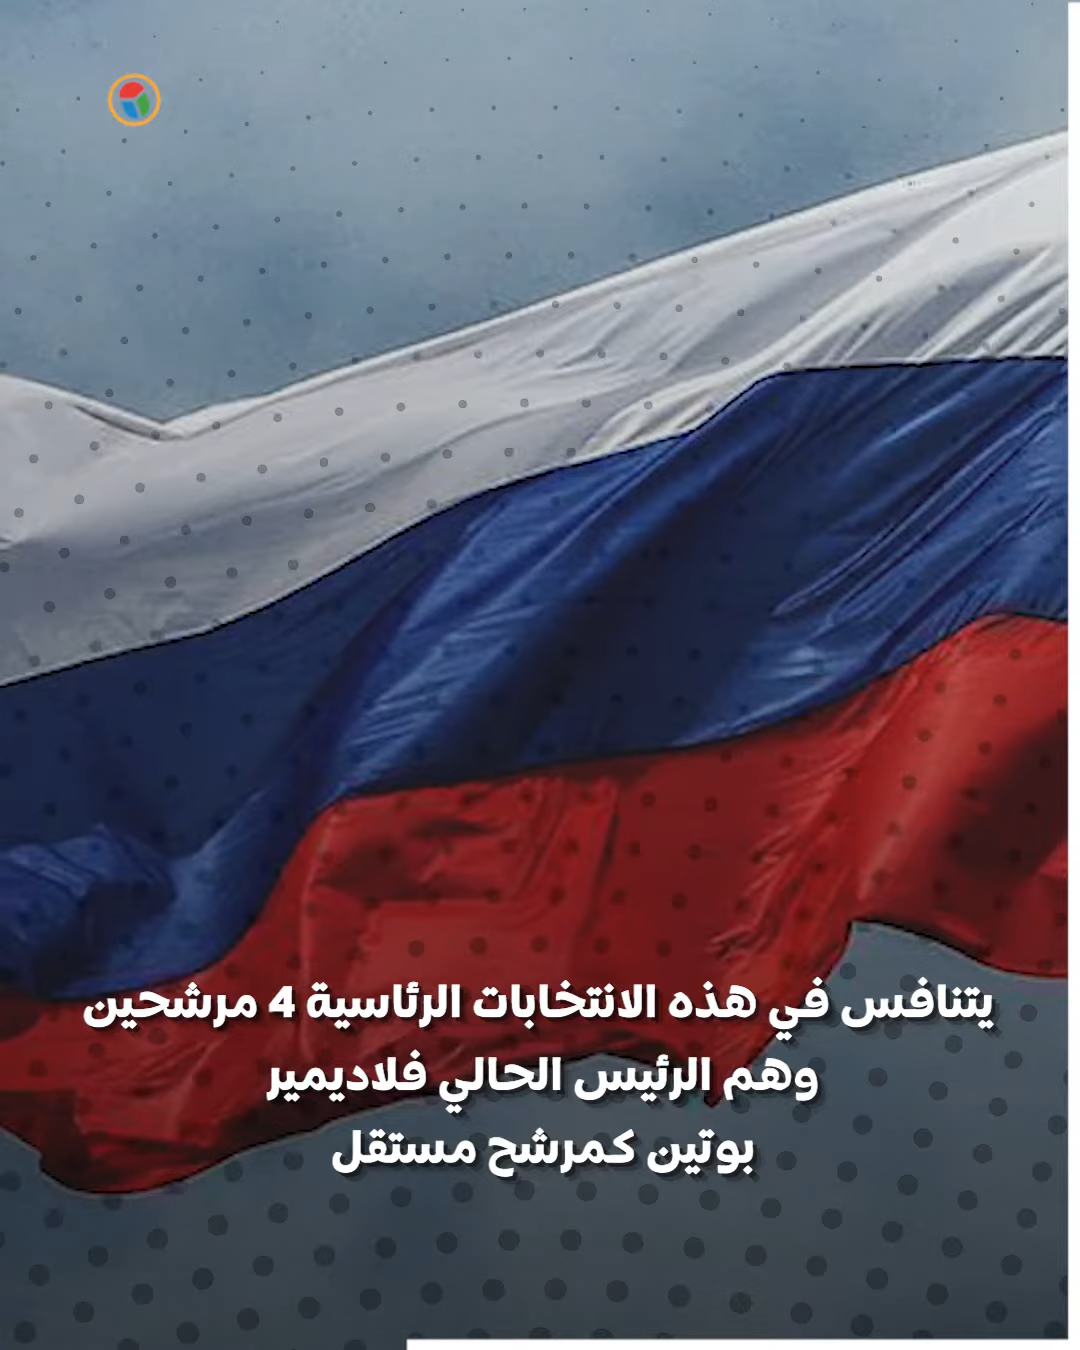 يتنافس في هذه الانتخابات الرئاسية 4 مرشحين
وهم الرئيس الحالي فلاديمير
بوتين كمرشح مستقل